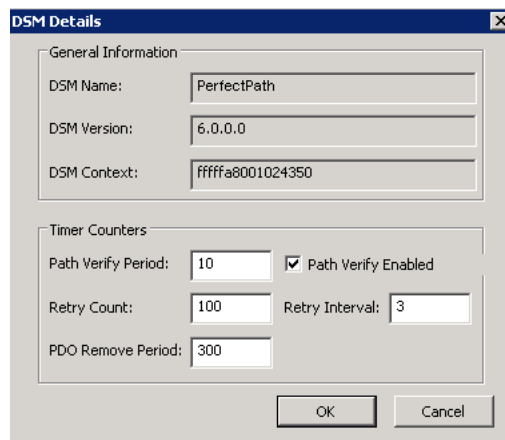 DSM Details
General Information
DSM Name: PerfectPath
DSM Version: 6.0.0.0
DSM Context: fffffa8001024350
Timer Counters
Path Verify Period: 10 Path Verify Enabled
Retry Count: 100 Retry Interval: 3
PDO Remove Period: 300
OK Cancel